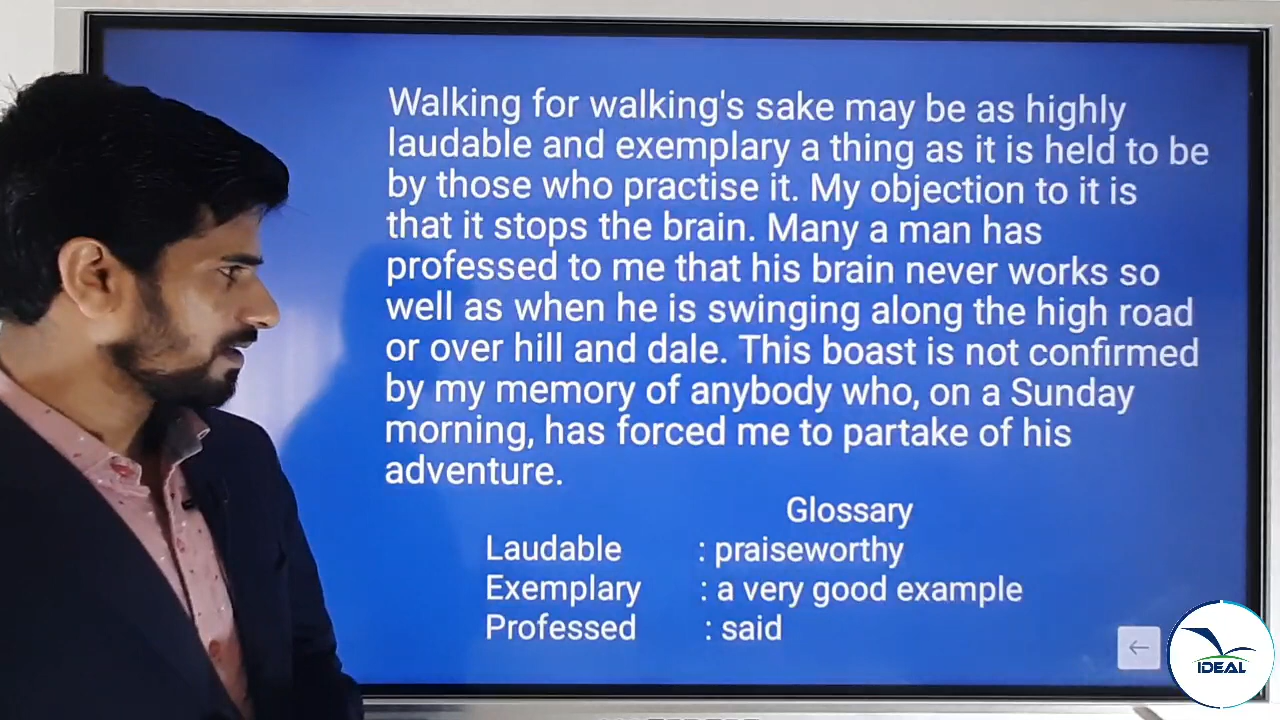 Walking for walking's sake may be as highly
laudable and exemplary a thing as it is held to be
by those who practise it. My objection to it is
that it stops the brain. Many a man has
professed to me that his brain never works so
well as when he is swinging along the high road
or over hill and dale. This boast is not confirmed
by my memory of anybody who, on a Sunday
morning, has forced me to partake of his
adventure.
Glossary
Laudable : praiseworthy
Exemplary : a very good example
Professed : said
IDEAL